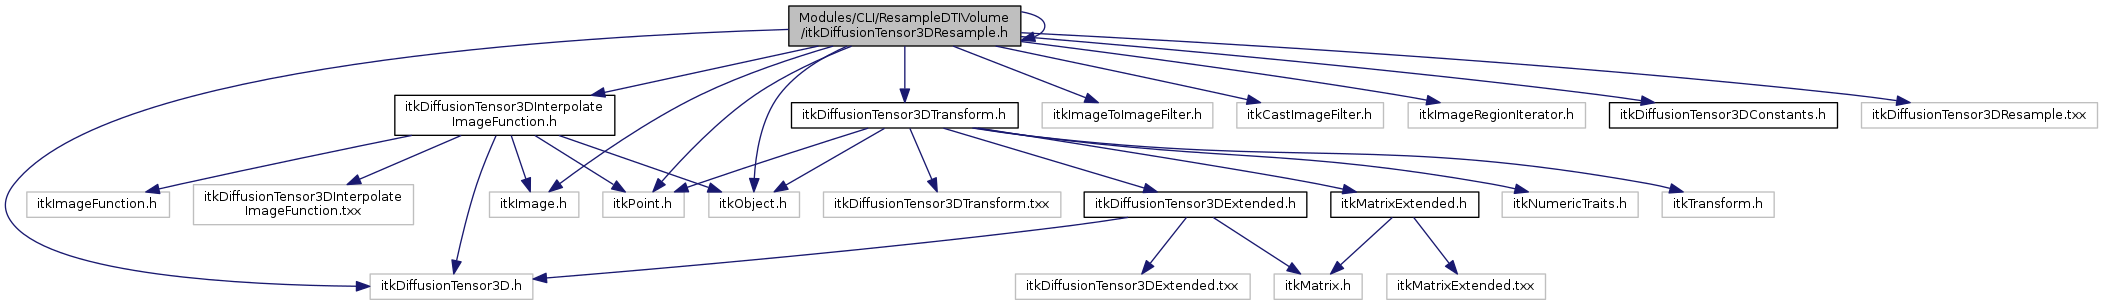 Modules/CLI/ResampleDTIVolume
/itkDiffusionTensor3DResample.h
itkDiffusionTensor3DInterpolate
ImageFunction.h
itkDiffusionTensor3DTransform.h
itkImageToImageFilter.h
itkCastImageFilter.h
itkImageRegionIterator.h
itkDiffusionTensor3DConstants.h
itkDiffusionTensor3DResample.txx
itkImageFunction.h
itkDiffusionTensor3DInterpolate
ImageFunction.txx
itkImage.h
itkPoint.h
itkObject.h
itkDiffusionTensor3DTransform.txx
itkDiffusionTensor3DExtended.h
itkMatrixExtended.h
itkNumericTraits.h
itkTransform.h
itkDiffusionTensor3D.h
itkDiffusionTensor3DExtended.txx
itkMatrix.h
itkMatrixExtended.txx